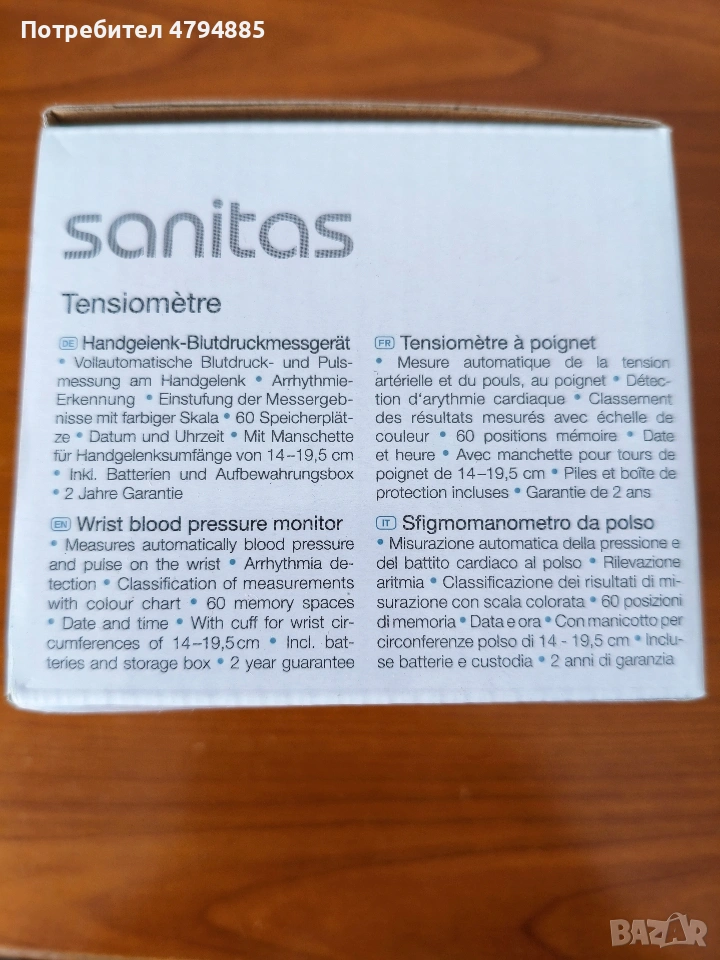 Потребител 4794885
sanitas
Tensiomètre
DE Handgelenk-Blutdruckmessgerät
• Vollautomatische Blutdruck- und Puls-
messung am Handgelenk • Arrhythmie-
Erkennung • Einstufung der Messergeb-
nisse mit farbiger Skala • 60 Speicherplät-
ze • Datum und Uhrzeit • Mit Manschette
für Handgelenksumfänge von 14–19,5 cm
• Inkl. Batterien und Aufbewahrungsbox
• 2 Jahre Garantie
EN Wrist blood pressure monitor
• Measures automatically blood pressure
and pulse on the wrist • Arrhythmia de-
tection • Classification of measurements
with colour chart • 60 memory spaces
• Date and time • With cuff for wrist cir-
cumferences of 14–19,5cm • Incl. bat-
teries and storage box • 2 year guarantee
FR Tensiomètre à poignet
• Mesure automatique de la tension
artérielle et du pouls, au poignet • Détec-
tion d'arythmie cardiaque • Classement
des résultats mesurés avec échelle de
couleur • 60 positions mémoire • Date
et heure • Avec manchette pour tours de
poignet de 14–19,5 cm • Piles et boîte de
protection incluses • Garantie de 2 ans
IT Sfigmomanometro da polso
• Misurazione automatica della pressione e
del battito cardiaco al polso • Rilevazione
aritmia • Classificazione dei risultati di mi-
surazione con scala colorata • 60 posizioni
di memoria • Data e ora • Con manicotto per
circonferenze polso di 14 - 19,5 cm • Inclu-
se batterie e custodia • 2 anni di garanzia
BAZAR